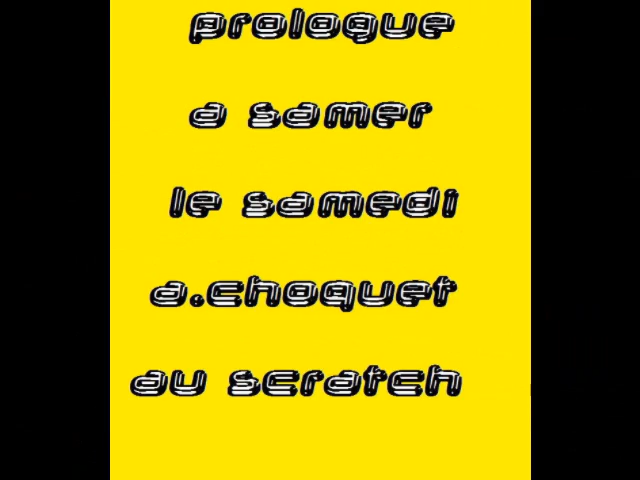 prologue
a samer
le samedi
a.choquet
au scratch